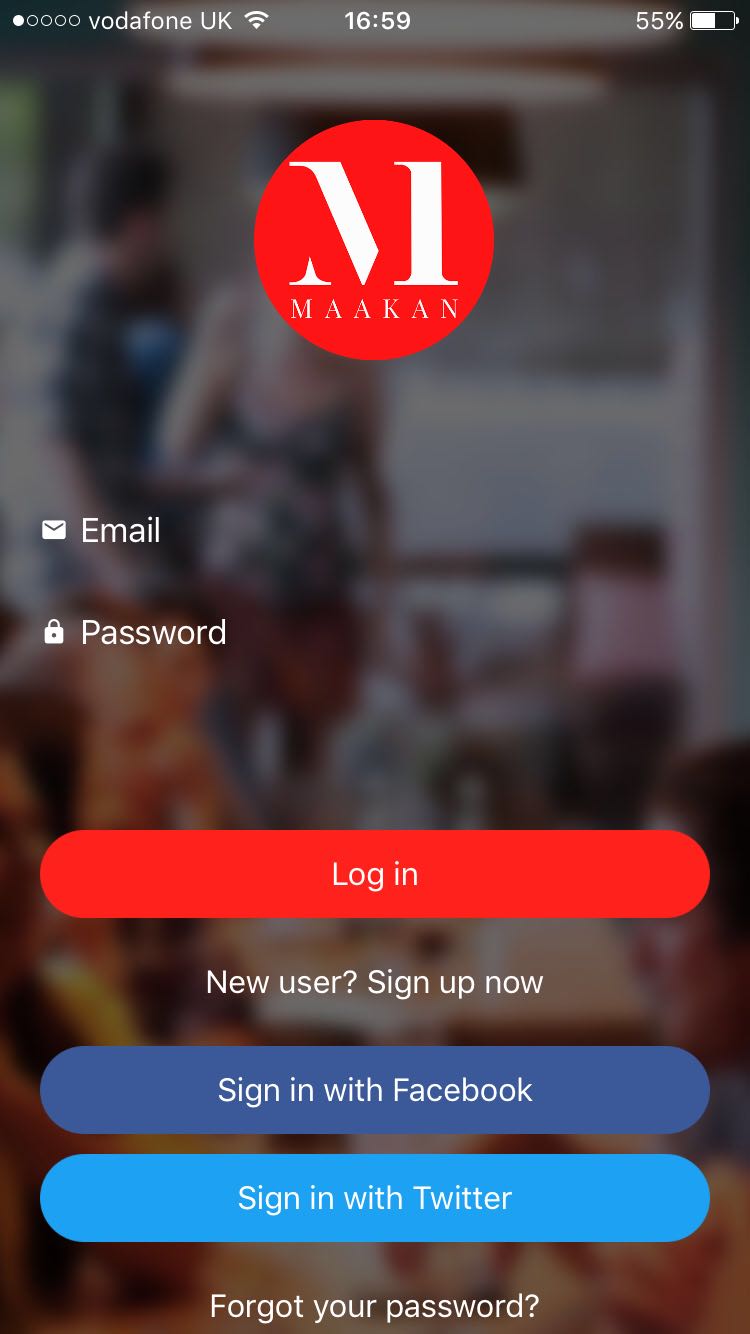 vodafone UK 16:59 55%
M
MAAKAN
Email
Password
Log in
New user? Sign up now
Sign in with Facebook
Sign in with Twitter
Forgot your password?